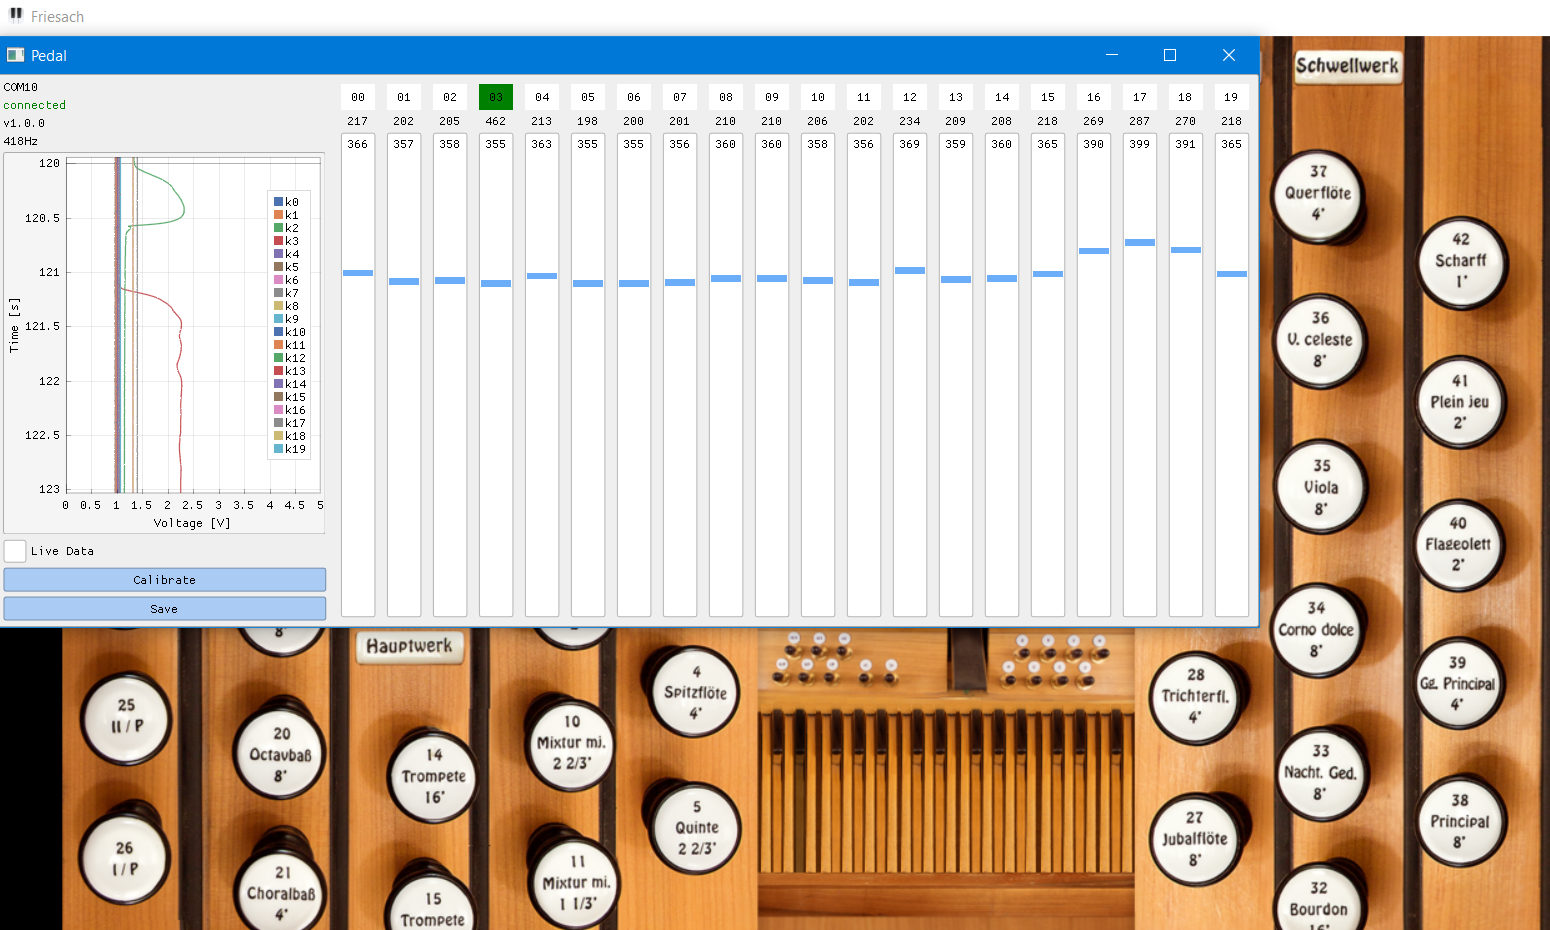 Friesach
Pedal
COM10
connected
v1.0.0
418Hz
00 01 02 03 04 05 06 07 08 09 10 11 12 13 14 15 16 17 18 19
217 202 205 462 213 198 200 201 210 210 206 202 234 209 208 218 269 287 270 218
366 357 358 355 363 355 355 356 360 360 358 356 369 359 360 365 390 399 391 365
120
120.5
121
121.5
122
122.5
123
Time [s]
0 0.5 1 1.5 2 2.5 3 3.5 4 4.5 5
Voltage [V]
k0
k1
k2
k3
k4
k5
k6
k7
k8
k9
k10
k11
k12
k13
k14
k15
k16
k17
k18
k19
Live Data
Calibrate
Save
Schwellwerk
37
Querflöte
4'
42
Scharff
1'
36
V. celeste
8'
41
Plein jeu
2'
35
Viola
8'
40
Flageolett
2'
34
Corno dolce
8'
39
Gg. Principal
4'
33
Nacht. Ged.
8'
38
Principal
8'
32
Bourdon
16'
28
Trichterfl.
4'
27
Jubalflöte
8'
8'
Hauptwerk
25
II / P
20
Octavbaß
8'
14
Trompete
16'
10
Mixtur mi.
2 2/3'
4
Spitzflöte
4'
26
I / P
21
Choralbaß
4'
15
Trompete
11
Mixtur mi.
1 1/3'
5
Quinte
2 2/3'